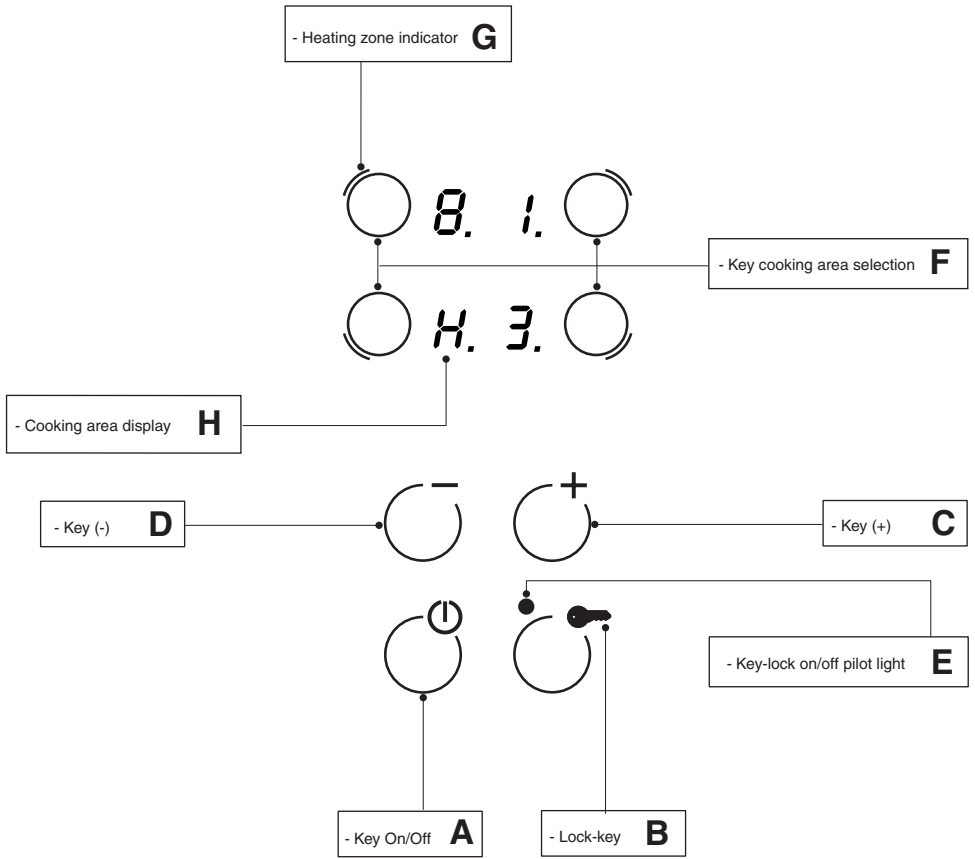 - Heating zone indicator G
8. 1.
- Key cooking area selection F
H. 3.
- Cooking area display H
- Key (-) D
- +
- Key (+) C
- Key-lock on/off pilot light E
- Key On/Off A
- Lock-key B